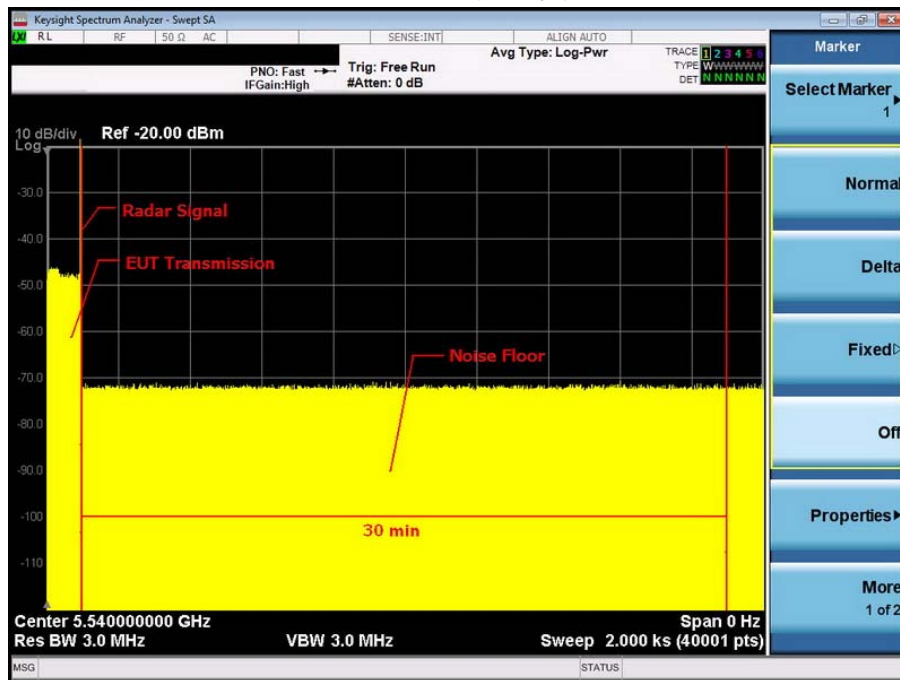 Keysight Spectrum Analyzer - Swept SA
LXI RL RF 50 Ω AC SENSE:INT ALIGN AUTO
Avg Type: Log-Pwr
TRACE 1 2 3 4 5 6
PNO: Fast Trig: Free Run
TYPE WWWWWW
IFGain:High #Atten: 0 dB
DET N N N N N N
10 dB/div Ref -20.00 dBm
Log
-30.0
Radar Signal
-40.0
EUT Transmission
-50.0
-60.0
Noise Floor
-70.0
-80.0
-90.0
-100
30 min
-110
Center 5.540000000 GHz Span 0 Hz
Res BW 3.0 MHz VBW 3.0 MHz Sweep 2.000 ks (40001 pts)
MSG STATUS
Marker
Select Marker
1
Normal
Delta
Fixed
Off
Properties
More
1 of 2